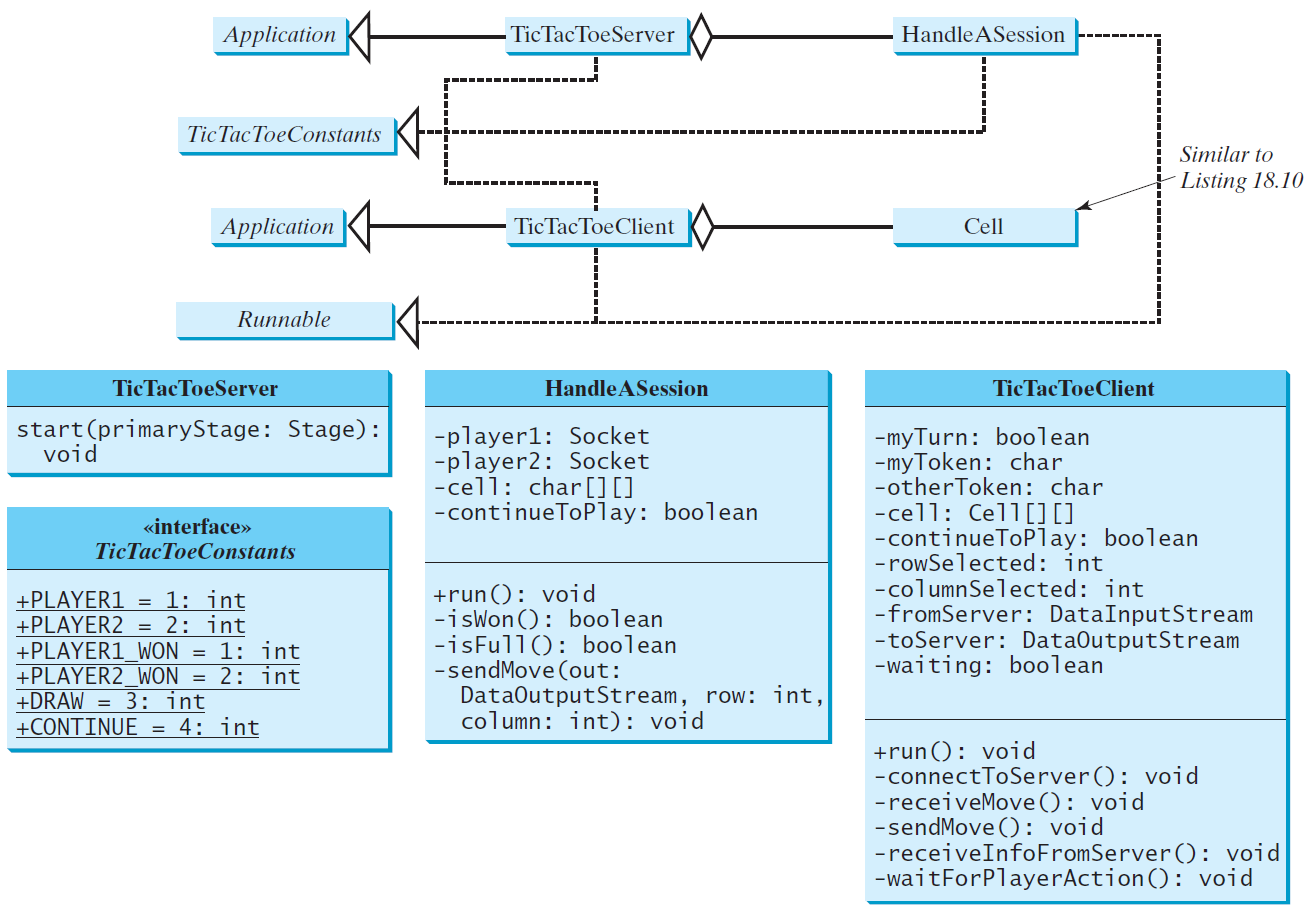 Application
TicTacToeServer
HandleASession
TicTacToeConstants
Similar to
Listing 18.10
Application
TicTacToeClient
Cell
Runnable
TicTacToeServer
start(primaryStage: Stage):
void
«interface»
TicTacToeConstants
+PLAYER1 = 1: int
+PLAYER2 = 2: int
+PLAYER1_WON = 1: int
+PLAYER2_WON = 2: int
+DRAW = 3: int
+CONTINUE = 4: int
HandleASession
-player1: Socket
-player2: Socket
-cell: char[][]
-continueToPlay: boolean
+run(): void
-isWon(): boolean
-isFull(): boolean
-sendMove(out:
DataOutputStream, row: int,
column: int): void
TicTacToeClient
-myTurn: boolean
-myToken: char
-otherToken: char
-cell: Cell[][]
-continueToPlay: boolean
-rowSelected: int
-columnSelected: int
-fromServer: DataInputStream
-toServer: DataOutputStream
-waiting: boolean
+run(): void
-connectToServer(): void
-receiveMove(): void
-sendMove(): void
-receiveInfoFromServer(): void
-waitForPlayerAction(): void